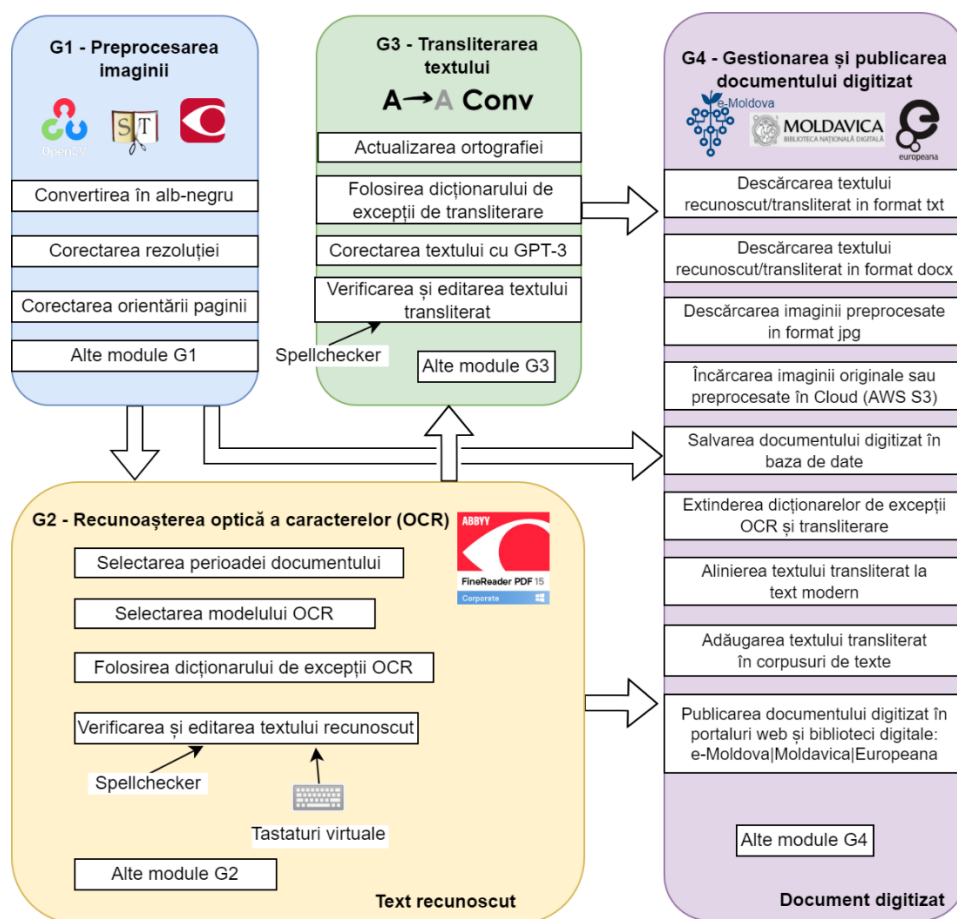 G1 - Preprocesarea
imaginii
OpenCV
S T
Convertirea în alb-negru
Corectarea rezoluției
Corectarea orientării paginii
Alte module G1
G3 - Transliterarea
textului
A→A Conv
Actualizarea ortografiei
Folosirea dicționarului de
excepții de transliterare
Corectarea textului cu GPT-3
Verificarea și editarea textului
transliterat
Spellchecker
Alte module G3
G2 - Recunoașterea optică a caracterelor (OCR)
ABBYY
FineReader PDF 15
Corporate
Selectarea perioadei documentului
Selectarea modelului OCR
Folosirea dicționarului de excepții OCR
Verificarea și editarea textului recunoscut
Spellchecker
Tastaturi virtuale
Alte module G2
Text recunoscut
G4 - Gestionarea și publicarea
documentului digitizat
e-Moldova
MOLDAVICA
BIBLIOTECA NAȚIONALĂ DIGITALĂ
europeana
Descărcarea textului
recunoscut/transliterat in format txt
Descărcarea textului
recunoscut/transliterat in format docx
Descărcarea imaginii preprocesate
in format jpg
Încărcarea imaginii originale sau
preprocesate în Cloud (AWS S3)
Salvarea documentului digitizat în
baza de date
Extinderea dicționarelor de excepții
OCR și transliterare
Alinierea textului transliterat la
text modern
Adăugarea textului transliterat
în corpusuri de texte
Publicarea documentului digitizat în
portaluri web și biblioteci digitale:
e-Moldova|Moldavica|Europeana
Alte module G4
Document digitizat